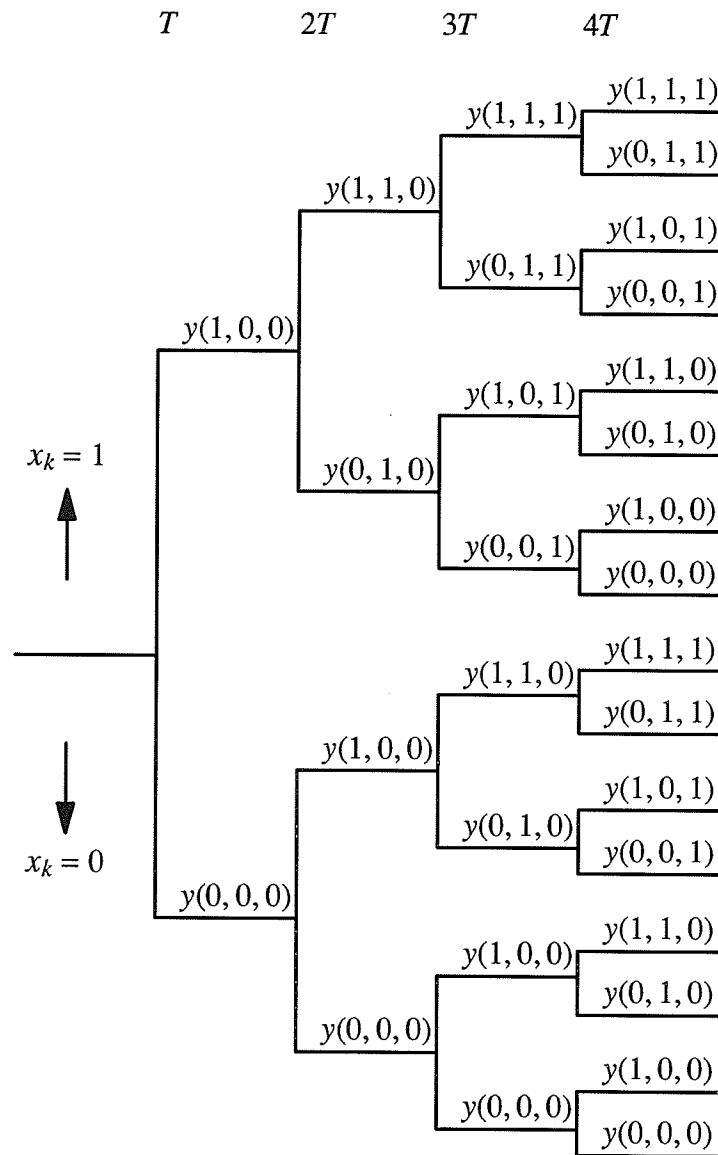 T 2T 3T 4T
y(1, 1, 1)
y(1, 1, 1)
y(0, 1, 1)
y(1, 1, 0)
y(1, 0, 1)
y(0, 1, 1)
y(0, 0, 1)
y(1, 0, 0)
y(1, 1, 0)
y(1, 0, 1)
y(0, 1, 0)
x_k = 1
y(0, 1, 0)
y(1, 0, 0)
y(0, 0, 1)
y(0, 0, 0)
y(1, 1, 1)
y(1, 1, 0)
y(0, 1, 1)
y(1, 0, 0)
y(1, 0, 1)
y(0, 1, 0)
y(0, 0, 1)
x_k = 0
y(0, 0, 0)
y(1, 1, 0)
y(1, 0, 0)
y(0, 1, 0)
y(0, 0, 0)
y(1, 0, 0)
y(0, 0, 0)
y(0, 0, 0)